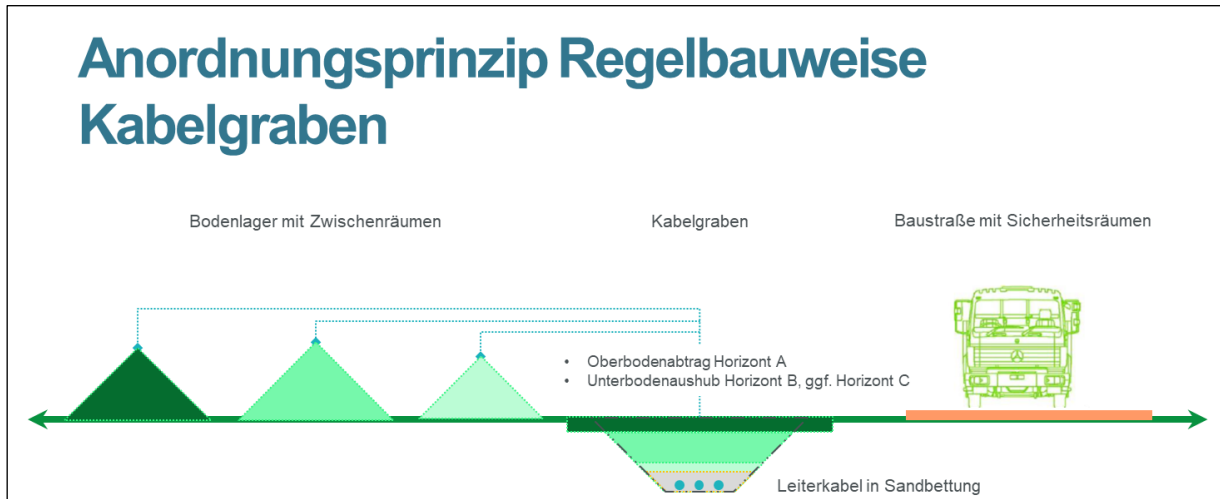 Anordnungsprinzip Regelbauweise
Kabelgraben
Bodenlager mit Zwischenräumen
Kabelgraben
Baustraße mit Sicherheitsräumen
• Oberbodenabtrag Horizont A
• Unterbodenaushub Horizont B, ggf. Horizont C
Leiterkabel in Sandbettung